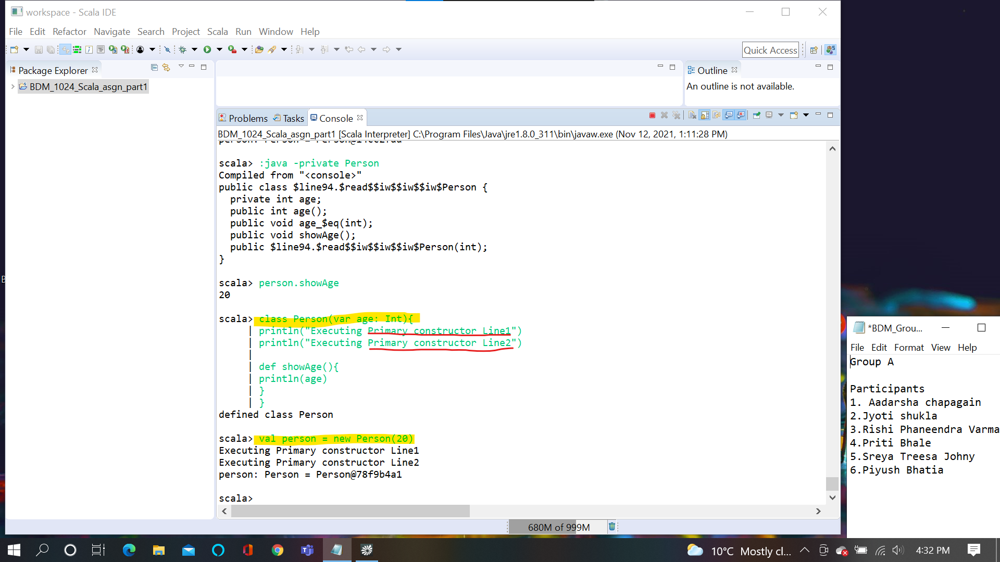 workspace - Scala IDE
File Edit Refactor Navigate Search Project Scala Run Window Help
Quick Access
Package Explorer
BDM_1024_Scala_asgn_part1
Outline
An outline is not available.
Problems Tasks Console
BDM_1024_Scala_asgn_part1 [Scala Interpreter] C:\Program Files\Java\jre1.8.0_311\bin\javaw.exe (Nov 12, 2021, 1:11:28 PM)
scala> :java -private Person
Compiled from "<console>"
public class $line94.$read$$iw$$iw$$iw$Person {
  private int age;
  public int age();
  public void age_$eq(int);
  public void showAge();
  public $line94.$read$$iw$$iw$$iw$Person(int);
}
scala> person.showAge
20
scala> class Person(var age: Int){
     | println("Executing Primary constructor Line1")
     | println("Executing Primary constructor Line2")
     |
     | def showAge(){
     | println(age)
     | }
     | }
defined class Person
scala> val person = new Person(20)
Executing Primary constructor Line1
Executing Primary constructor Line2
person: Person = Person@78f9b4a1
scala>
680M of 999M
*BDM_Grou...
File Edit Format View Help
Group A
Participants
1. Aadarsha chapagain
2.Jyoti shukla
3.Rishi Phaneendra Varma
4.Priti Bhale
5.Sreya Treesa Johny
6.Piyush Bhatia
10°C Mostly cl...
4:32 PM